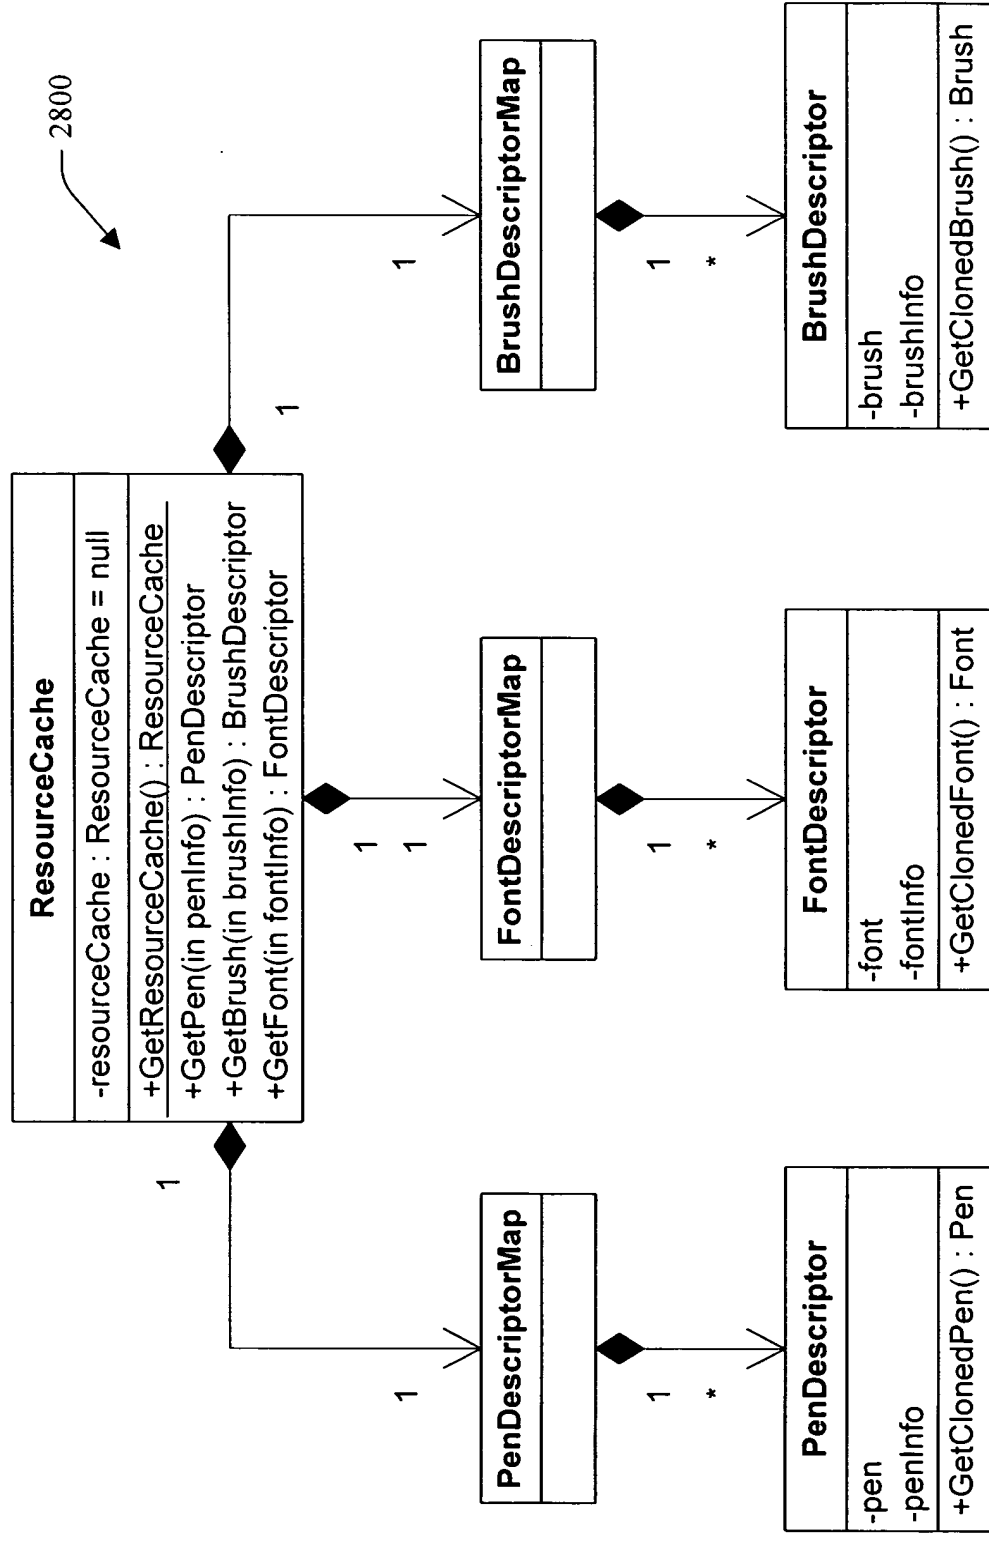 2800
ResourceCache
-resourceCache : ResourceCache = null
+GetResourceCache() : ResourceCache
+GetPen(in penInfo) : PenDescriptor
+GetBrush(in brushInfo) : BrushDescriptor
+GetFont(in fontInfo) : FontDescriptor
1
1
1
1
1
1
PenDescriptorMap
FontDescriptorMap
BrushDescriptorMap
1
*
1
*
1
*
PenDescriptor
-pen
-penInfo
+GetClonedPen() : Pen
FontDescriptor
-font
-fontInfo
+GetClonedFont() : Font
BrushDescriptor
-brush
-brushInfo
+GetClonedBrush() : Brush